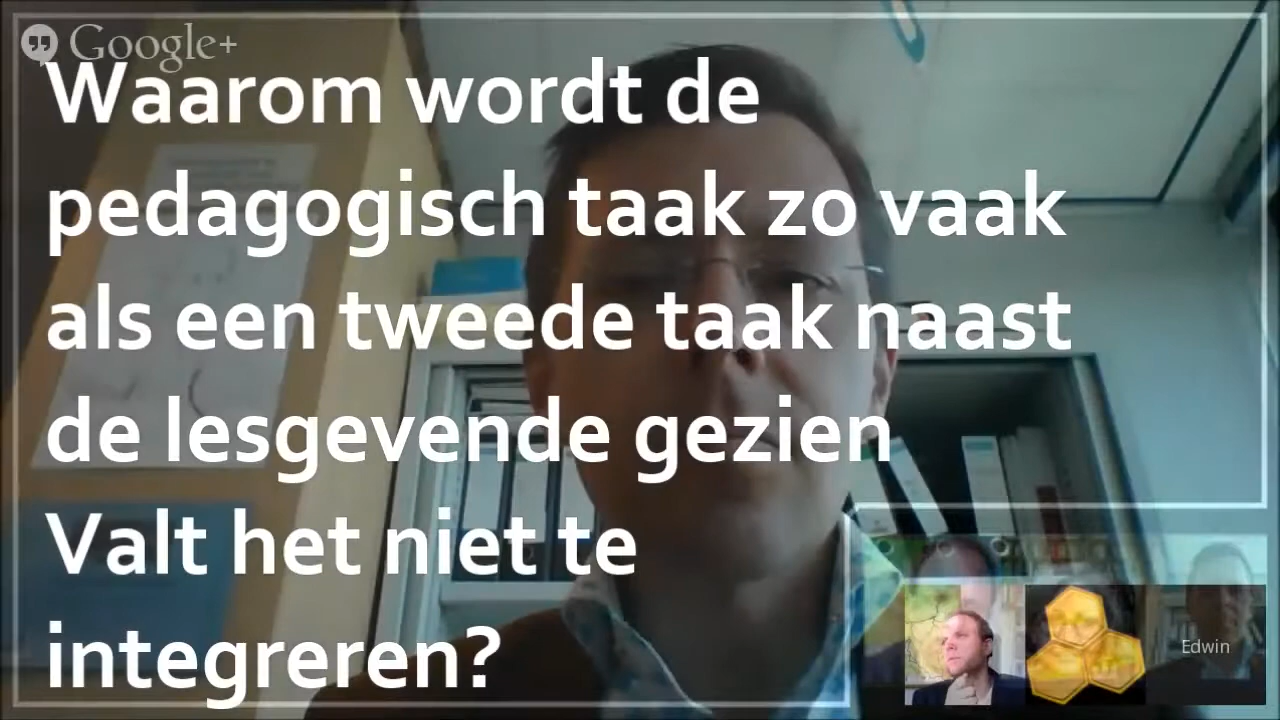 Google+
Waarom wordt de
pedagogisch taak zo vaak
als een tweede taak naast
de lesgevende gezien
Valt het niet te
integreren?
Edwin